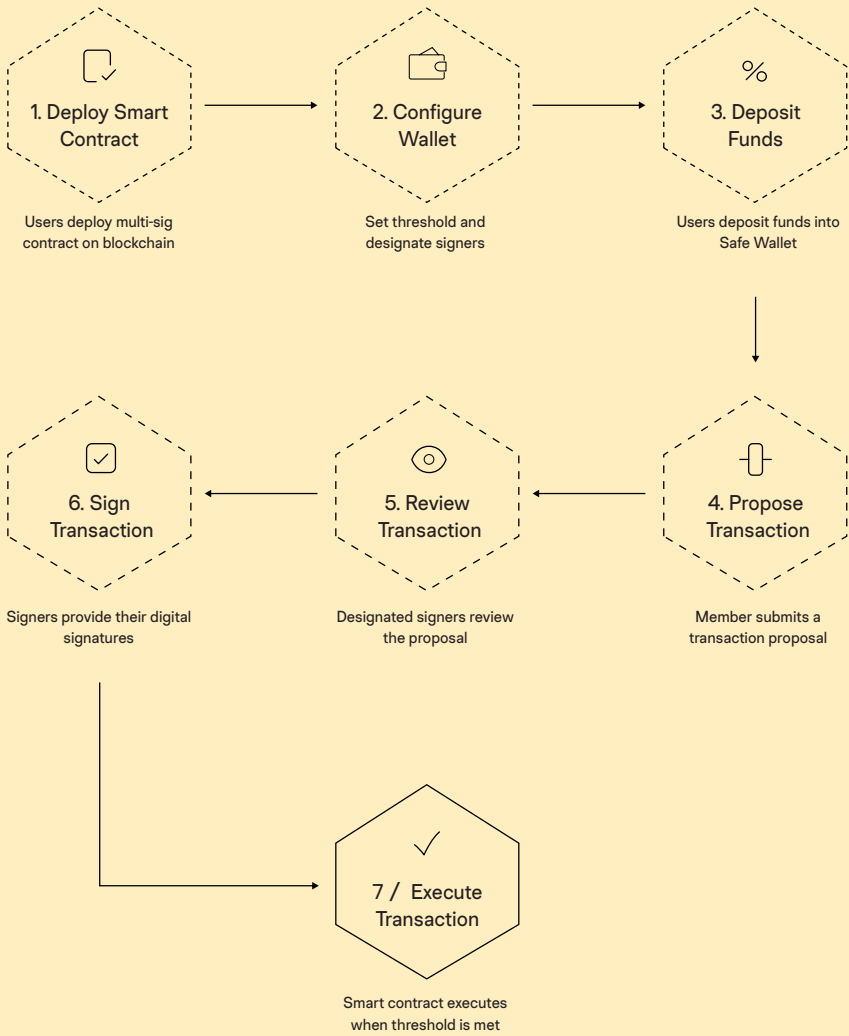 1. Deploy Smart
Contract
Users deploy multi-sig
contract on blockchain
2. Configure
Wallet
Set threshold and
designate signers
3. Deposit
Funds
Users deposit funds into
Safe Wallet
4. Propose
Transaction
Member submits a
transaction proposal
5. Review
Transaction
Designated signers review
the proposal
6. Sign
Transaction
Signers provide their digital
signatures
7 / Execute
Transaction
Smart contract executes
when threshold is met